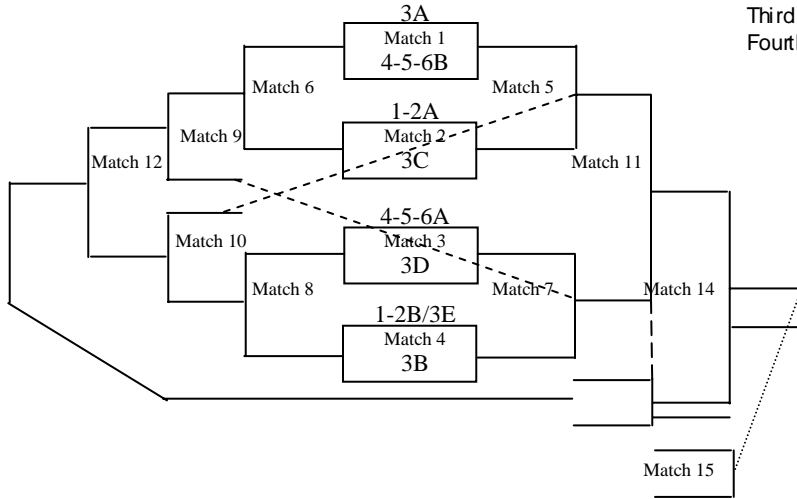 Third
Fourth
3A
Match 1
4-5-6B
Match 6
Match 5
1-2A
Match 2
3C
Match 9
Match 12
Match 11
4-5-6A
Match 3
3D
Match 10
Match 8
Match 7
Match 14
1-2B/3E
Match 4
3B
Match 15